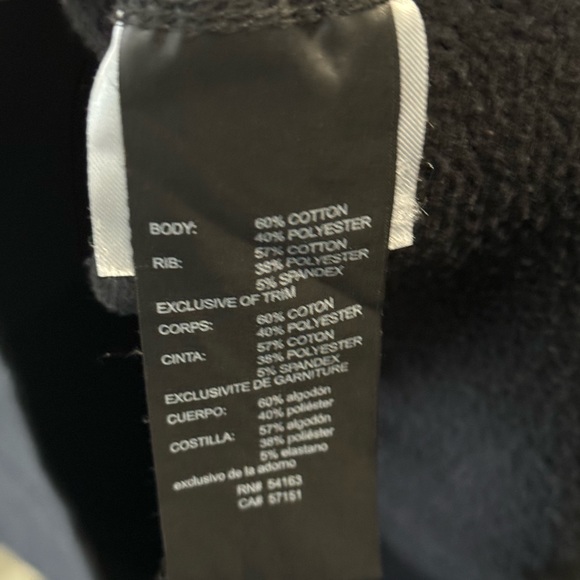 BODY: 60% COTTON
40% POLYESTER
RIB: 57% COTTON
38% POLYESTER
5% SPANDEX
EXCLUSIVE OF TRIM
CORPS: 60% COTON
40% POLYESTER
CINTA: 57% COTON
38% POLYESTER
5% SPANDEX
EXCLUSIVITE DE GARNITURE
CUERPO: 60% algodón
40% poliéster
COSTILLA: 57% algodón
38% poliéster
5% elastano
exclusivo de la adorno
RN# 54163
CA# 57151